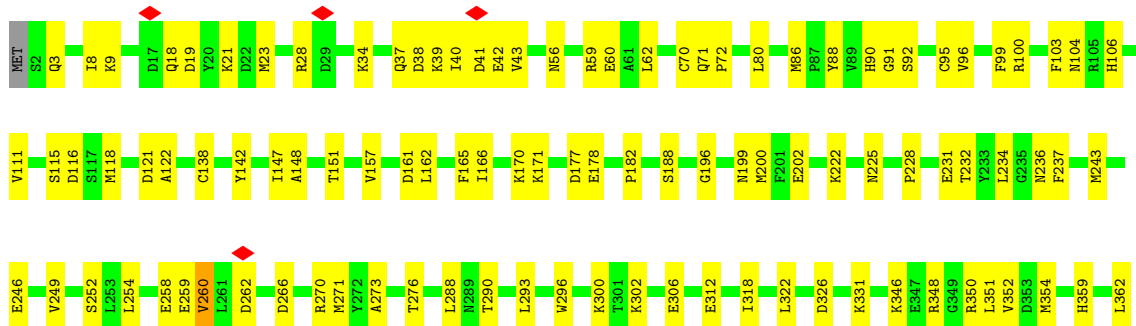 MET S2 Q3 I8 K9 D17 Q18 D19 Y20 K21 D22 M23 R28 D29 K34 Q37 D38 K39 I40 D41 E42 V43 N56 R59 E60 A61 L62 C70 Q71 P72 L80 M86 P87 Y88 V89 H90 G91 S92 C95 V96 F99 R100 F103 N104 R105 H106
V111 S115 D116 S117 M118 D121 A122 C138 Y142 I147 A148 T151 V157 D161 L162 F165 I166 K170 K171 D177 E178 P182 S188 G196 N199 M200 F201 E202 K222 N225 P228 E231 T232 Y233 L234 G235 N236 F237 M243
E246 V249 S252 L253 L254 E258 E259 V260 L261 D262 D266 R270 M271 Y272 A273 T276 L288 N289 T290 L293 W296 K300 T301 K302 E306 E312 I318 L322 D326 K331 K346 E347 R348 G349 R350 L351 V352 D353 M354 H359 L362